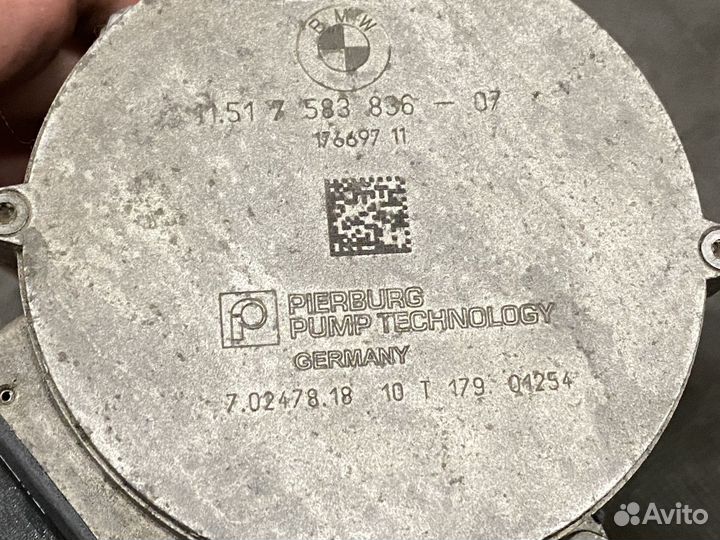 BMW
11.51 7 583 836 - 07
176697 11
PIERBURG
PUMP TECHNOLOGY
GERMANY
7.02478.18 10 T 179 01254
Avito